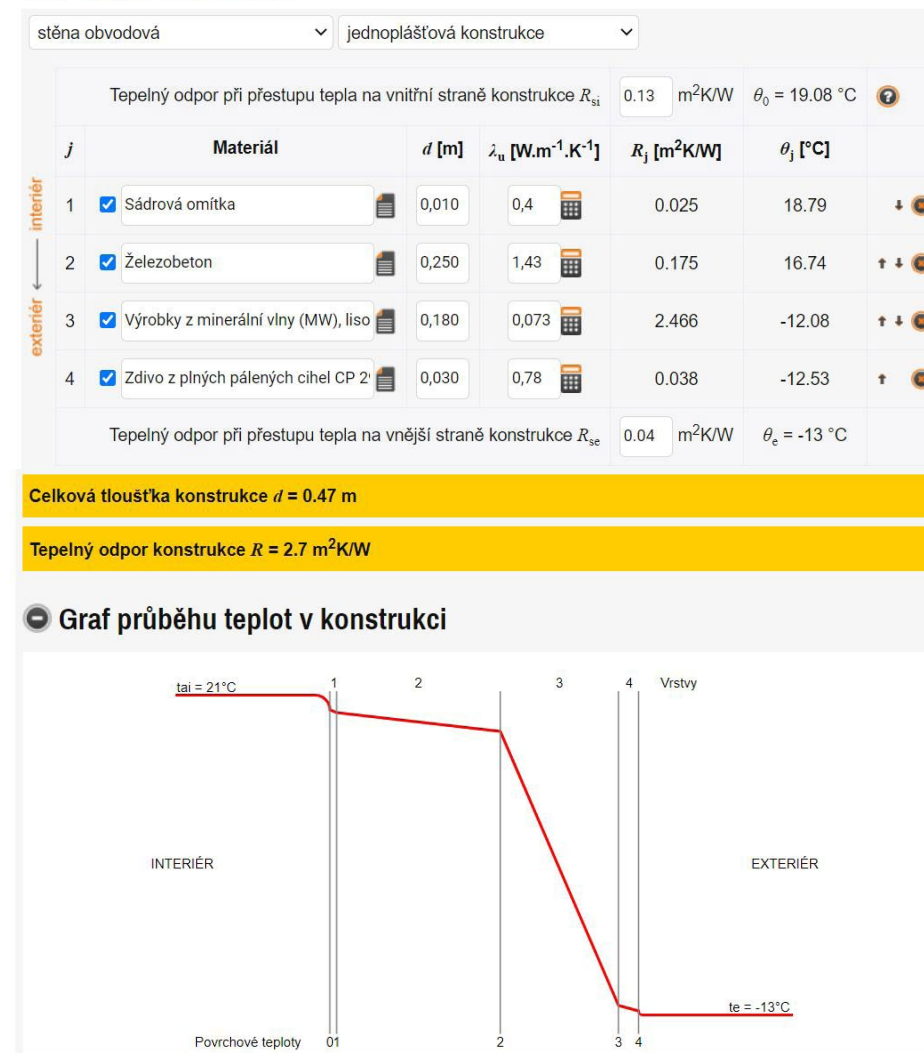 stěna obvodová jednoplášťová konstrukce
Tepelný odpor při přestupu tepla na vnitřní straně konstrukce Rsi 0.13 m²K/W θ0 = 19.08 °C
j Materiál d [m] λu [W.m-1.K-1] Rj [m²K/W] θj [°C]
interiér
exteriér
1 Sádrová omítka 0,010 0,4 0.025 18.79
2 Železobeton 0,250 1,43 0.175 16.74
3 Výrobky z minerální vlny (MW), liso 0,180 0,073 2.466 -12.08
4 Zdivo z plných pálených cihel CP 0,030 0,78 0.038 -12.53
Tepelný odpor při přestupu tepla na vnější straně konstrukce Rse 0.04 m²K/W θe = -13 °C
Celková tloušťka konstrukce d = 0.47 m
Tepelný odpor konstrukce R = 2.7 m²K/W
Graf průběhu teplot v konstrukci
tai = 21°C 1 2 3 4 Vrstvy
INTERIÉR EXTERIÉR
te = -13°C
Povrchové teploty 01 2 3 4